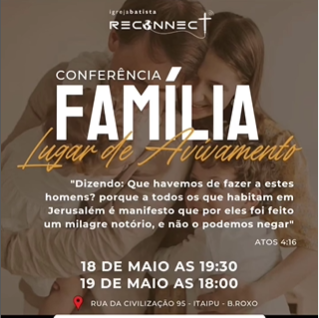 igrejabatista
RECONNECT
CONFERÊNCIA
FAMÍLIA
Lugar de Avivamento
"Dizendo: Que havemos de fazer a estes
homens? porque a todos os que habitam em
Jerusalém é manifesto que por eles foi feito
um milagre notório, e não o podemos negar"
ATOS 4:16
18 DE MAIO AS 19:30
19 DE MAIO AS 18:00
RUA DA CIVILIZAÇÃO 95 - ITAIPU - B.ROXO